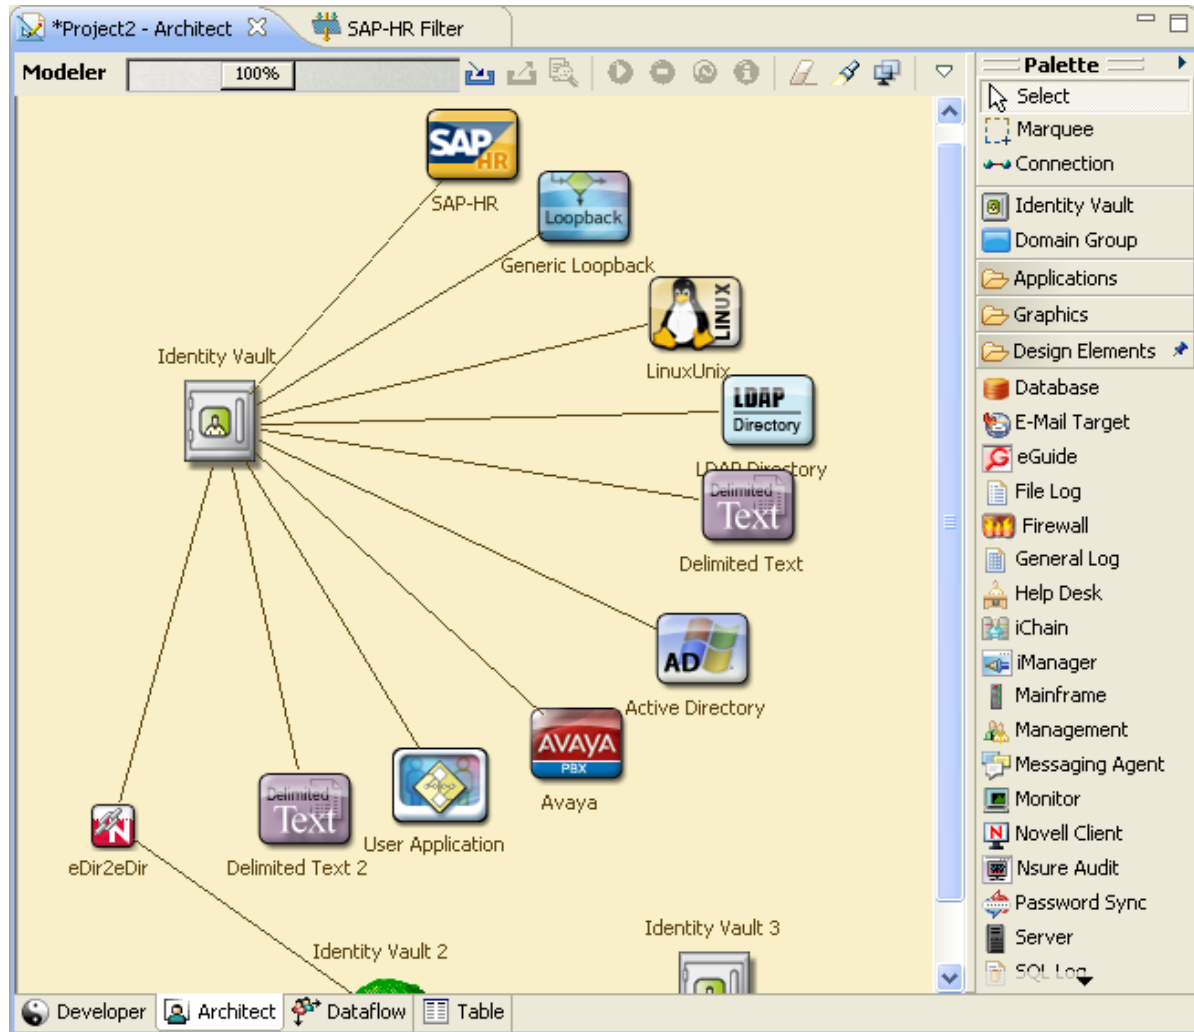 *Project2 - Architect
SAP-HR Filter
Modeler
100%
Palette
Select
Marquee
Connection
Identity Vault
Domain Group
Applications
Graphics
Design Elements
Database
E-Mail Target
eGuide
File Log
Firewall
General Log
Help Desk
iChain
iManager
Mainframe
Management
Messaging Agent
Monitor
Novell Client
Nsure Audit
Password Sync
Server
SQL Log
SAP HR
SAP-HR
Loopback
Generic Loopback
LINUX
LinuxUnix
Identity Vault
LDAP
Directory
LDAP Directory
Delimited
Text
Delimited Text
AD
Active Directory
AVAYA
PBX
Avaya
User Application
Delimited
Text
Delimited Text 2
N
eDir2eDir
Identity Vault 2
Identity Vault 3
Developer
Architect
Dataflow
Table